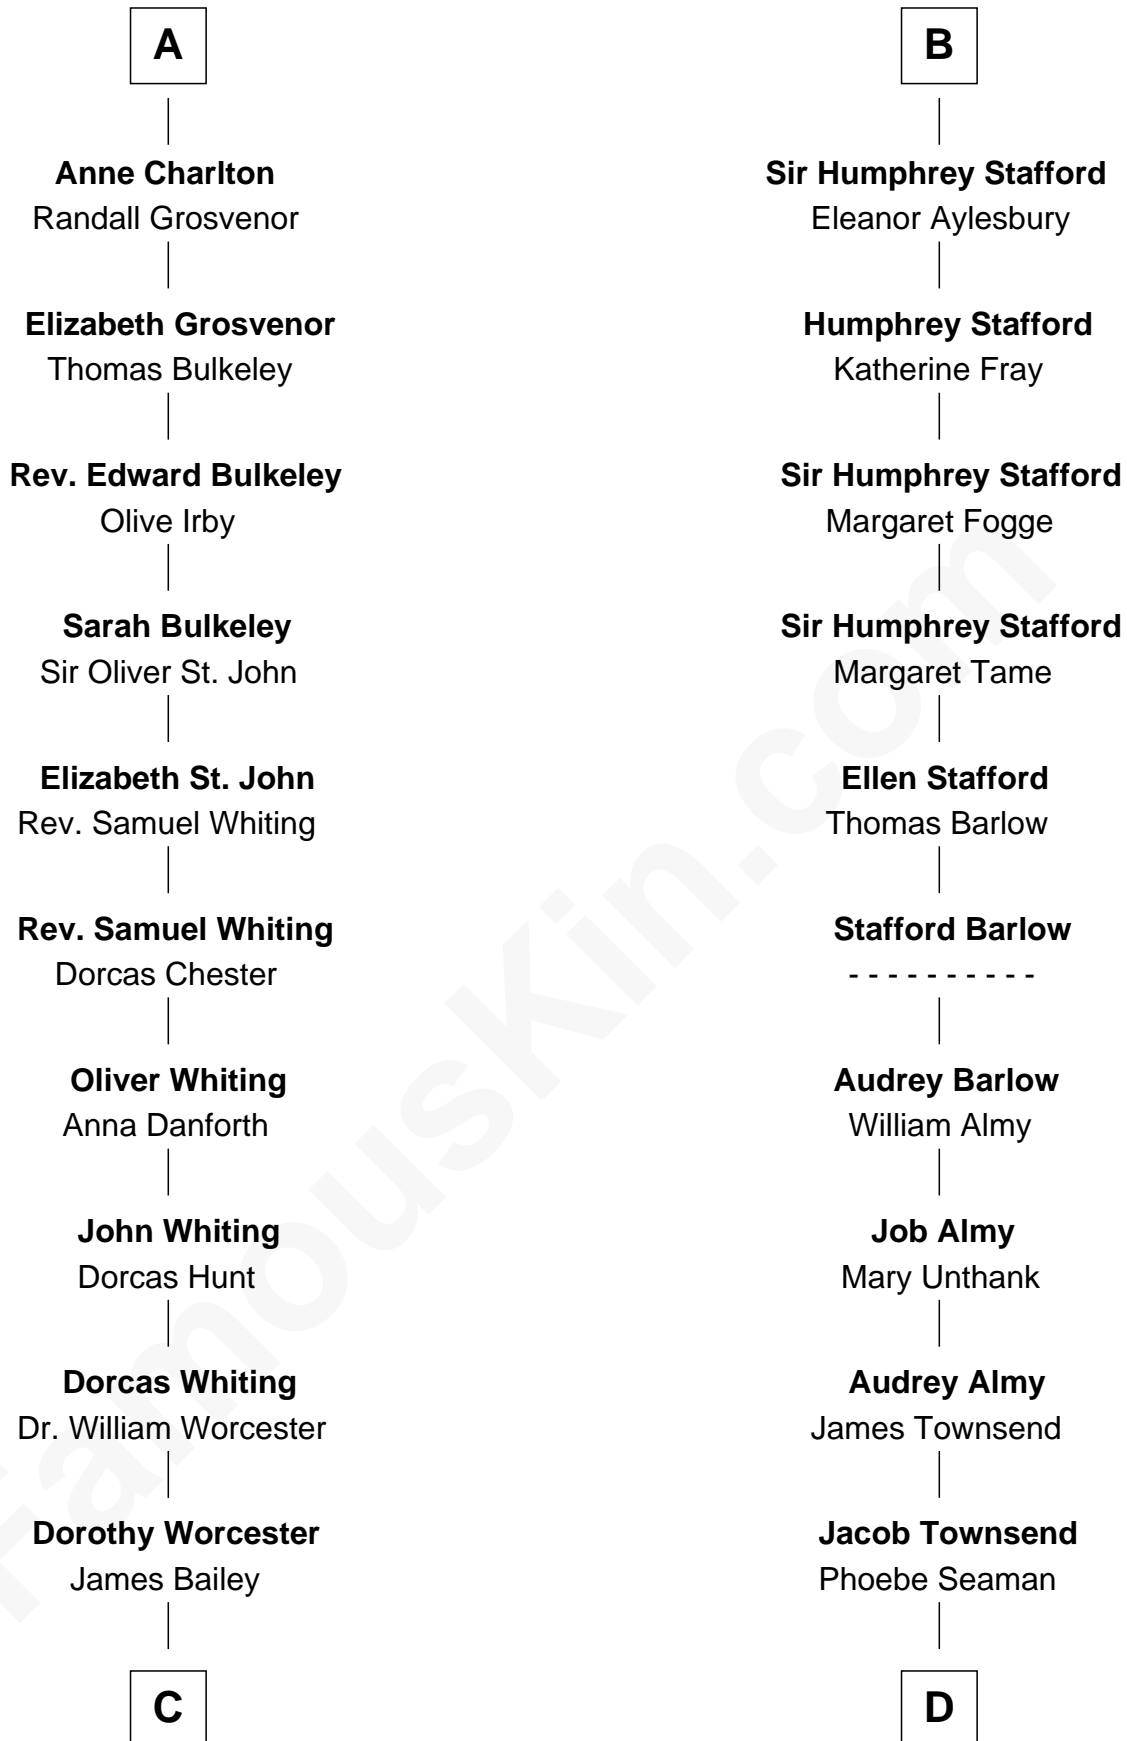 A
Anne Charlton
Randall Grosvenor
Elizabeth Grosvenor
Thomas Bulkeley
Rev. Edward Bulkeley
Olive Irby
Sarah Bulkeley
Sir Oliver St. John
Elizabeth St. John
Rev. Samuel Whiting
Rev. Samuel Whiting
Dorcas Chester
Oliver Whiting
Anna Danforth
John Whiting
Dorcas Hunt
Dorcas Whiting
Dr. William Worcester
Dorothy Worcester
James Bailey
C
B
Sir Humphrey Stafford
Eleanor Aylesbury
Humphrey Stafford
Katherine Fray
Sir Humphrey Stafford
Margaret Fogge
Sir Humphrey Stafford
Margaret Tame
Ellen Stafford
Thomas Barlow
Stafford Barlow
- - - - - - - - - -
Audrey Barlow
William Almy
Job Almy
Mary Unthank
Audrey Almy
James Townsend
Jacob Townsend
Phoebe Seaman
D
FamousKin.com